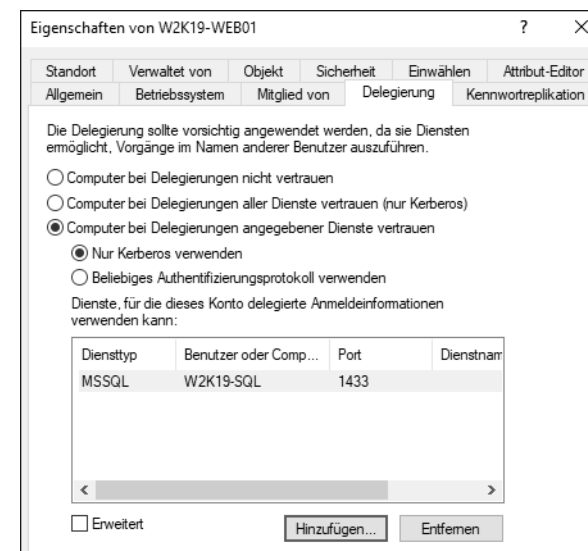 Eigenschaften von W2K19-WEB01 ?
Standort Verwaltet von Objekt Sicherheit Einwählen Attribut-Editor
Allgemein Betriebssystem Mitglied von Delegierung Kennwortreplikation
Die Delegierung sollte vorsichtig angewendet werden, da sie Diensten
ermöglicht, Vorgänge im Namen anderer Benutzer auszuführen.
Computer bei Delegierungen nicht vertrauen
Computer bei Delegierungen aller Dienste vertrauen (nur Kerberos)
Computer bei Delegierungen angegebener Dienste vertrauen
Nur Kerberos verwenden
Beliebiges Authentifizierungsprotokoll verwenden
Dienste, für die dieses Konto delegierte Anmeldeinformationen
verwenden kann:
Diensttyp Benutzer oder Comp... Port Dienstnam
MSSQL W2K19-SQL 1433
Erweitert Hinzufügen... Entfernen